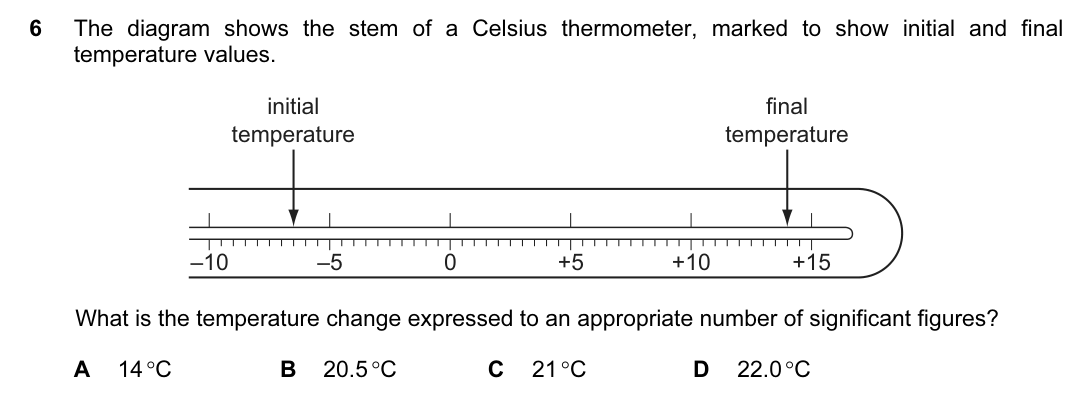 6 The diagram shows the stem of a Celsius thermometer, marked to show initial and final
temperature values.
initial
temperature
final
temperature
–10 –5 0 +5 +10 +15
What is the temperature change expressed to an appropriate number of significant figures?
A 14 °C B 20.5 °C C 21 °C D 22.0 °C